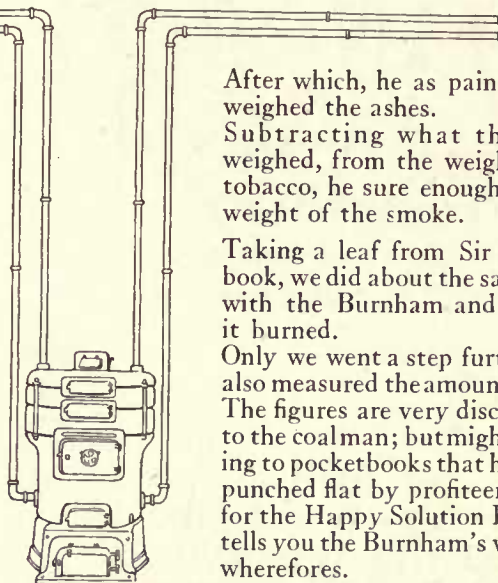 After which, he as pain
weighed the ashes.
Subtracting what th
weighed, from the weigh
tobacco, he sure enough
weight of the smoke.
Taking a leaf from Sir
book, we did about the sa
with the Burnham and
it burned.
Only we went a step furt
also measured the amoun
The figures are very disc
to the coalman; but migh
ing to pocketbooks that h
punched flat by profiteer
for the Happy Solution
tells you the Burnham's
wherefores.